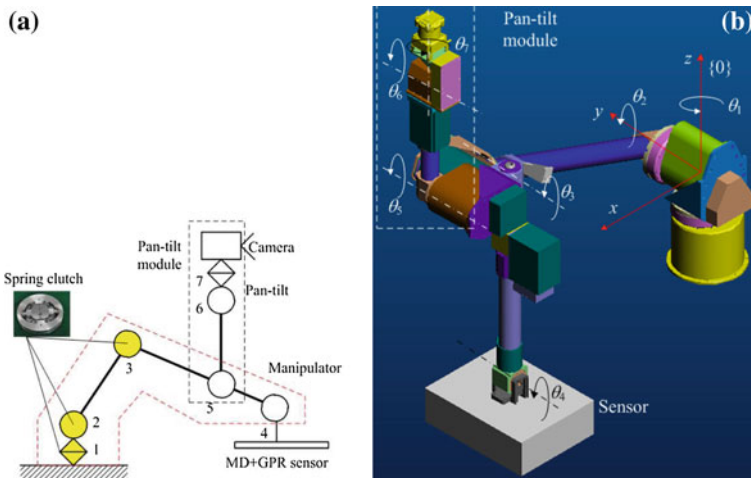 (a)
Camera
Pan-tilt
module
7
Pan-tilt
Spring clutch
6
3
Manipulator
5
2
4
1
MD+GPR sensor
(b)
Pan-tilt
module
θ7
z
{0}
θ6
θ2
θ1
y
θ5
θ3
x
θ4
Sensor